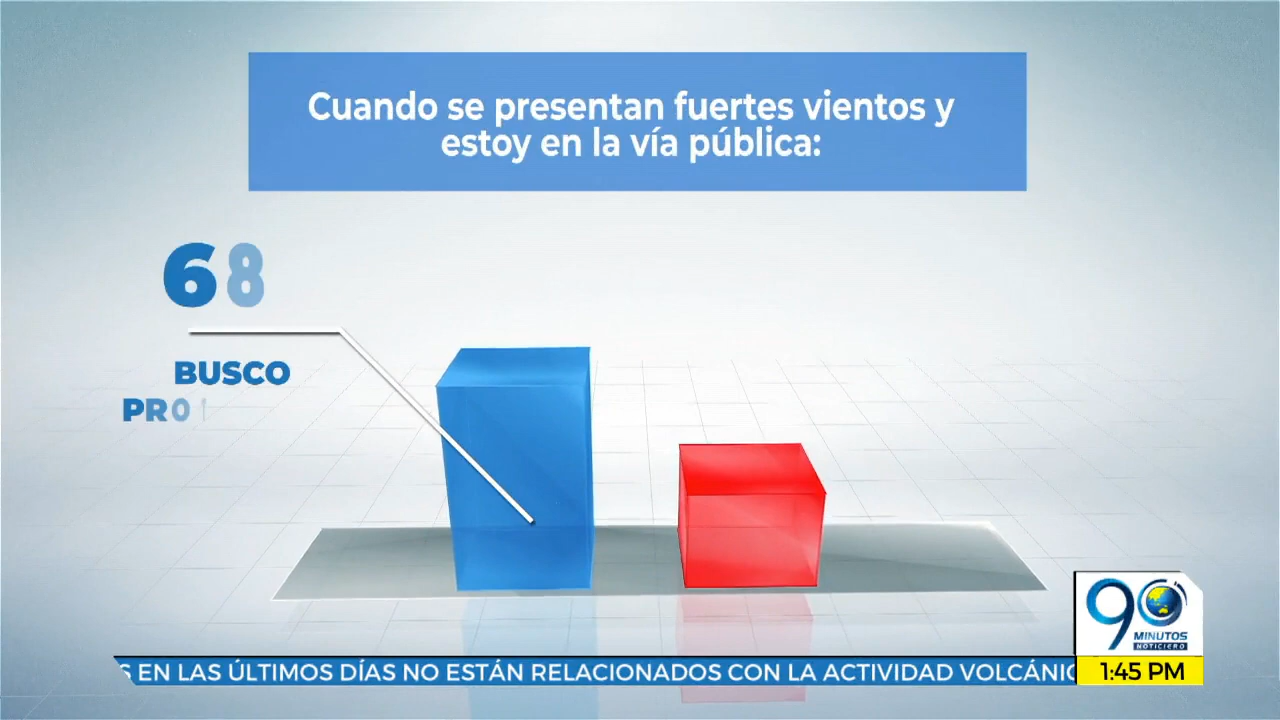 Cuando se presentan fuertes vientos y
estoy en la vía pública:
68
BUSCO
PRO
90
MINUTOS
NOTICIERO
EN LAS ÚLTIMOS DÍAS NO ESTÁN RELACIONADOS CON LA ACTIVIDAD
1:45 PM